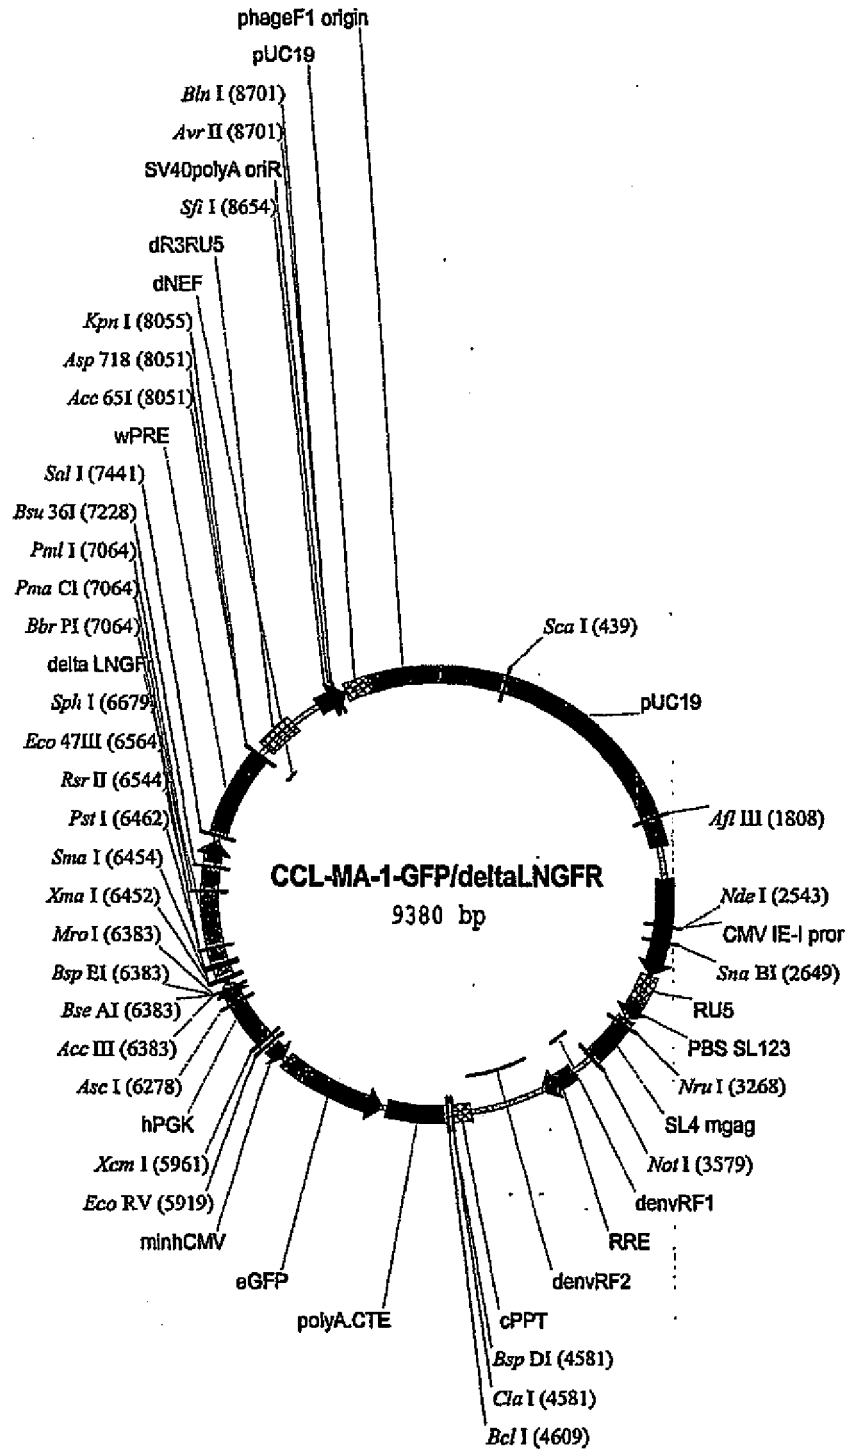 phageF1 origin
pUC19
Bln I (8701)
Avr II (8701)
SV40polyA oriR
Sfi I (8654)
dR3RU5
dNEF
Kpn I (8055)
Asp 718 (8051)
Acc 65I (8051)
wPRE
Sal I (7441)
Bsu 36I (7228)
Pml I (7064)
Pma CI (7064)
Bbr PI (7064)
delta LNGF
Sph I (6679)
Eco 47III (6564)
Rsr II (6544)
Pst I (6462)
Sma I (6454)
Xma I (6452)
Mro I (6383)
Bsp EI (6383)
Bse AI (6383)
Acc III (6383)
Asc I (6278)
hPGK
Xcm I (5961)
Eco RV (5919)
minhCMV
eGFP
polyA.CTE
Sca I (439)
pUC19
Afl III (1808)
Nde I (2543)
CMV IE-I pror
Sna BI (2649)
RU5
PBS SL123
Nru I (3268)
SL4 mgag
Not I (3579)
denvRF1
RRE
denvRF2
cPPT
Bsp DI (4581)
Cla I (4581)
Bcl I (4609)
CCL-MA-1-GFP/deltaLNGFR
9380 bp